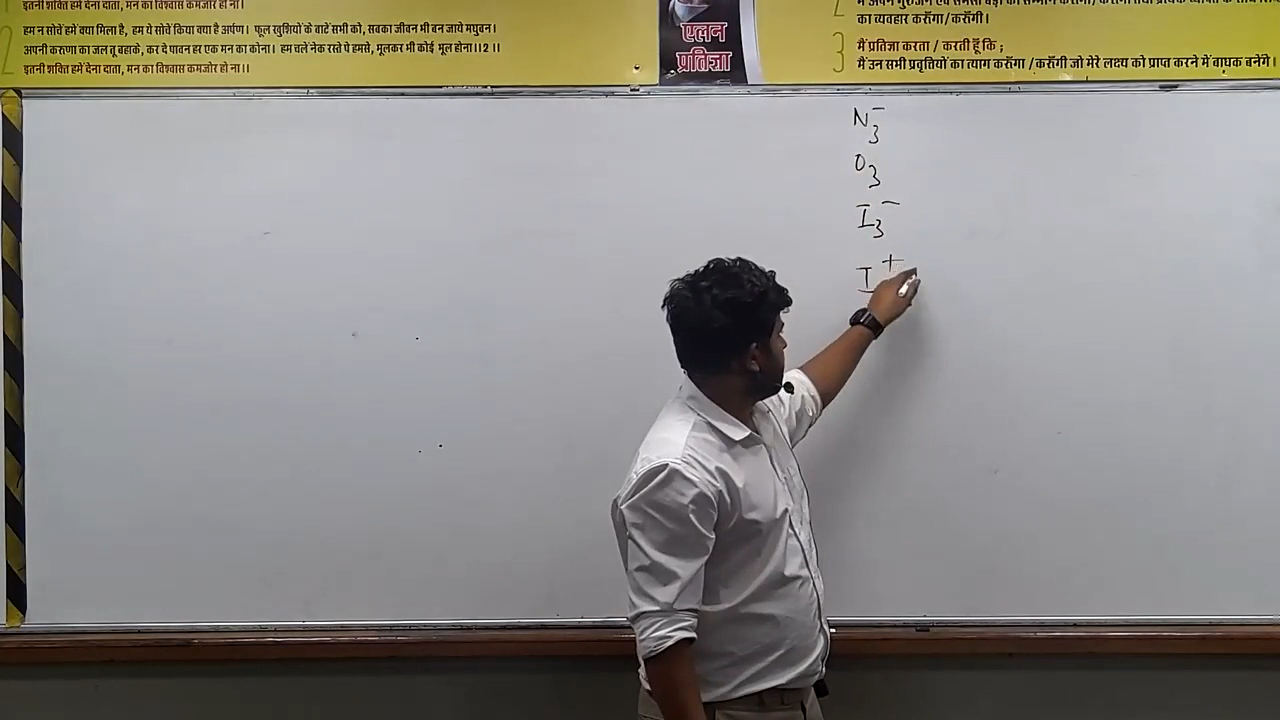 इतनी शक्ति हमें देना दाता, मन का विश्वास कमजोर हो ना।
हम न सोचें हमें क्या मिला है, हम ये सोचें किया क्या है अर्पण। फूल खुशियों के बाटें सभी को, सबका जीवन भी बन जाये मधुवन।
2 अपनी करुणा का जल तू बहाके, कर दे पावन हर एक मन का कोना। हम चलें नेक रस्ते पे हमसे, भूलकर भी कोई भूल होना ।। 2 ।।
इतनी शक्ति हमें देना दाता, मन का विश्वास कमजोर हो ना ।।
एलन
प्रतिज्ञा
का व्यवहार करूँगा/करूँगी।
3 मैं प्रतिज्ञा करता / करती हूँ कि ;
मैं उन सभी प्रवृत्तियों का त्याग करूँगा / करूँगी जो मेरे लक्ष्य को प्राप्त करने में बाधक बनेंगे।
N₃⁻
O₃
I₃⁻
I ⁺